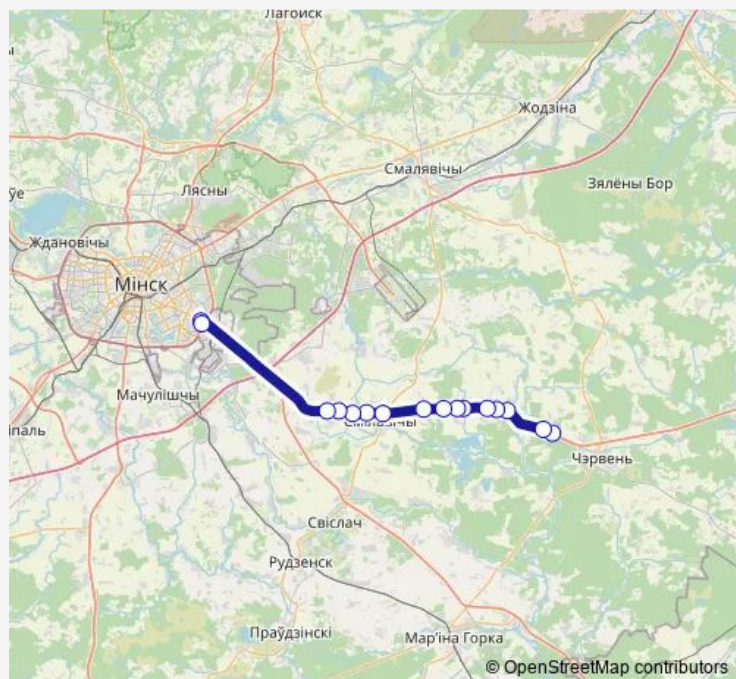 Лагойск
Жодзіна
Смалявічы
Зялёны Бор
Лясны
Ждановічы
Мінск
Мачулішчы
Смілавічы
Чэрвень
Свіслач
Рудзенск
Праўдзінскі
Мар'іна Горка
© OpenStreetMap contributors